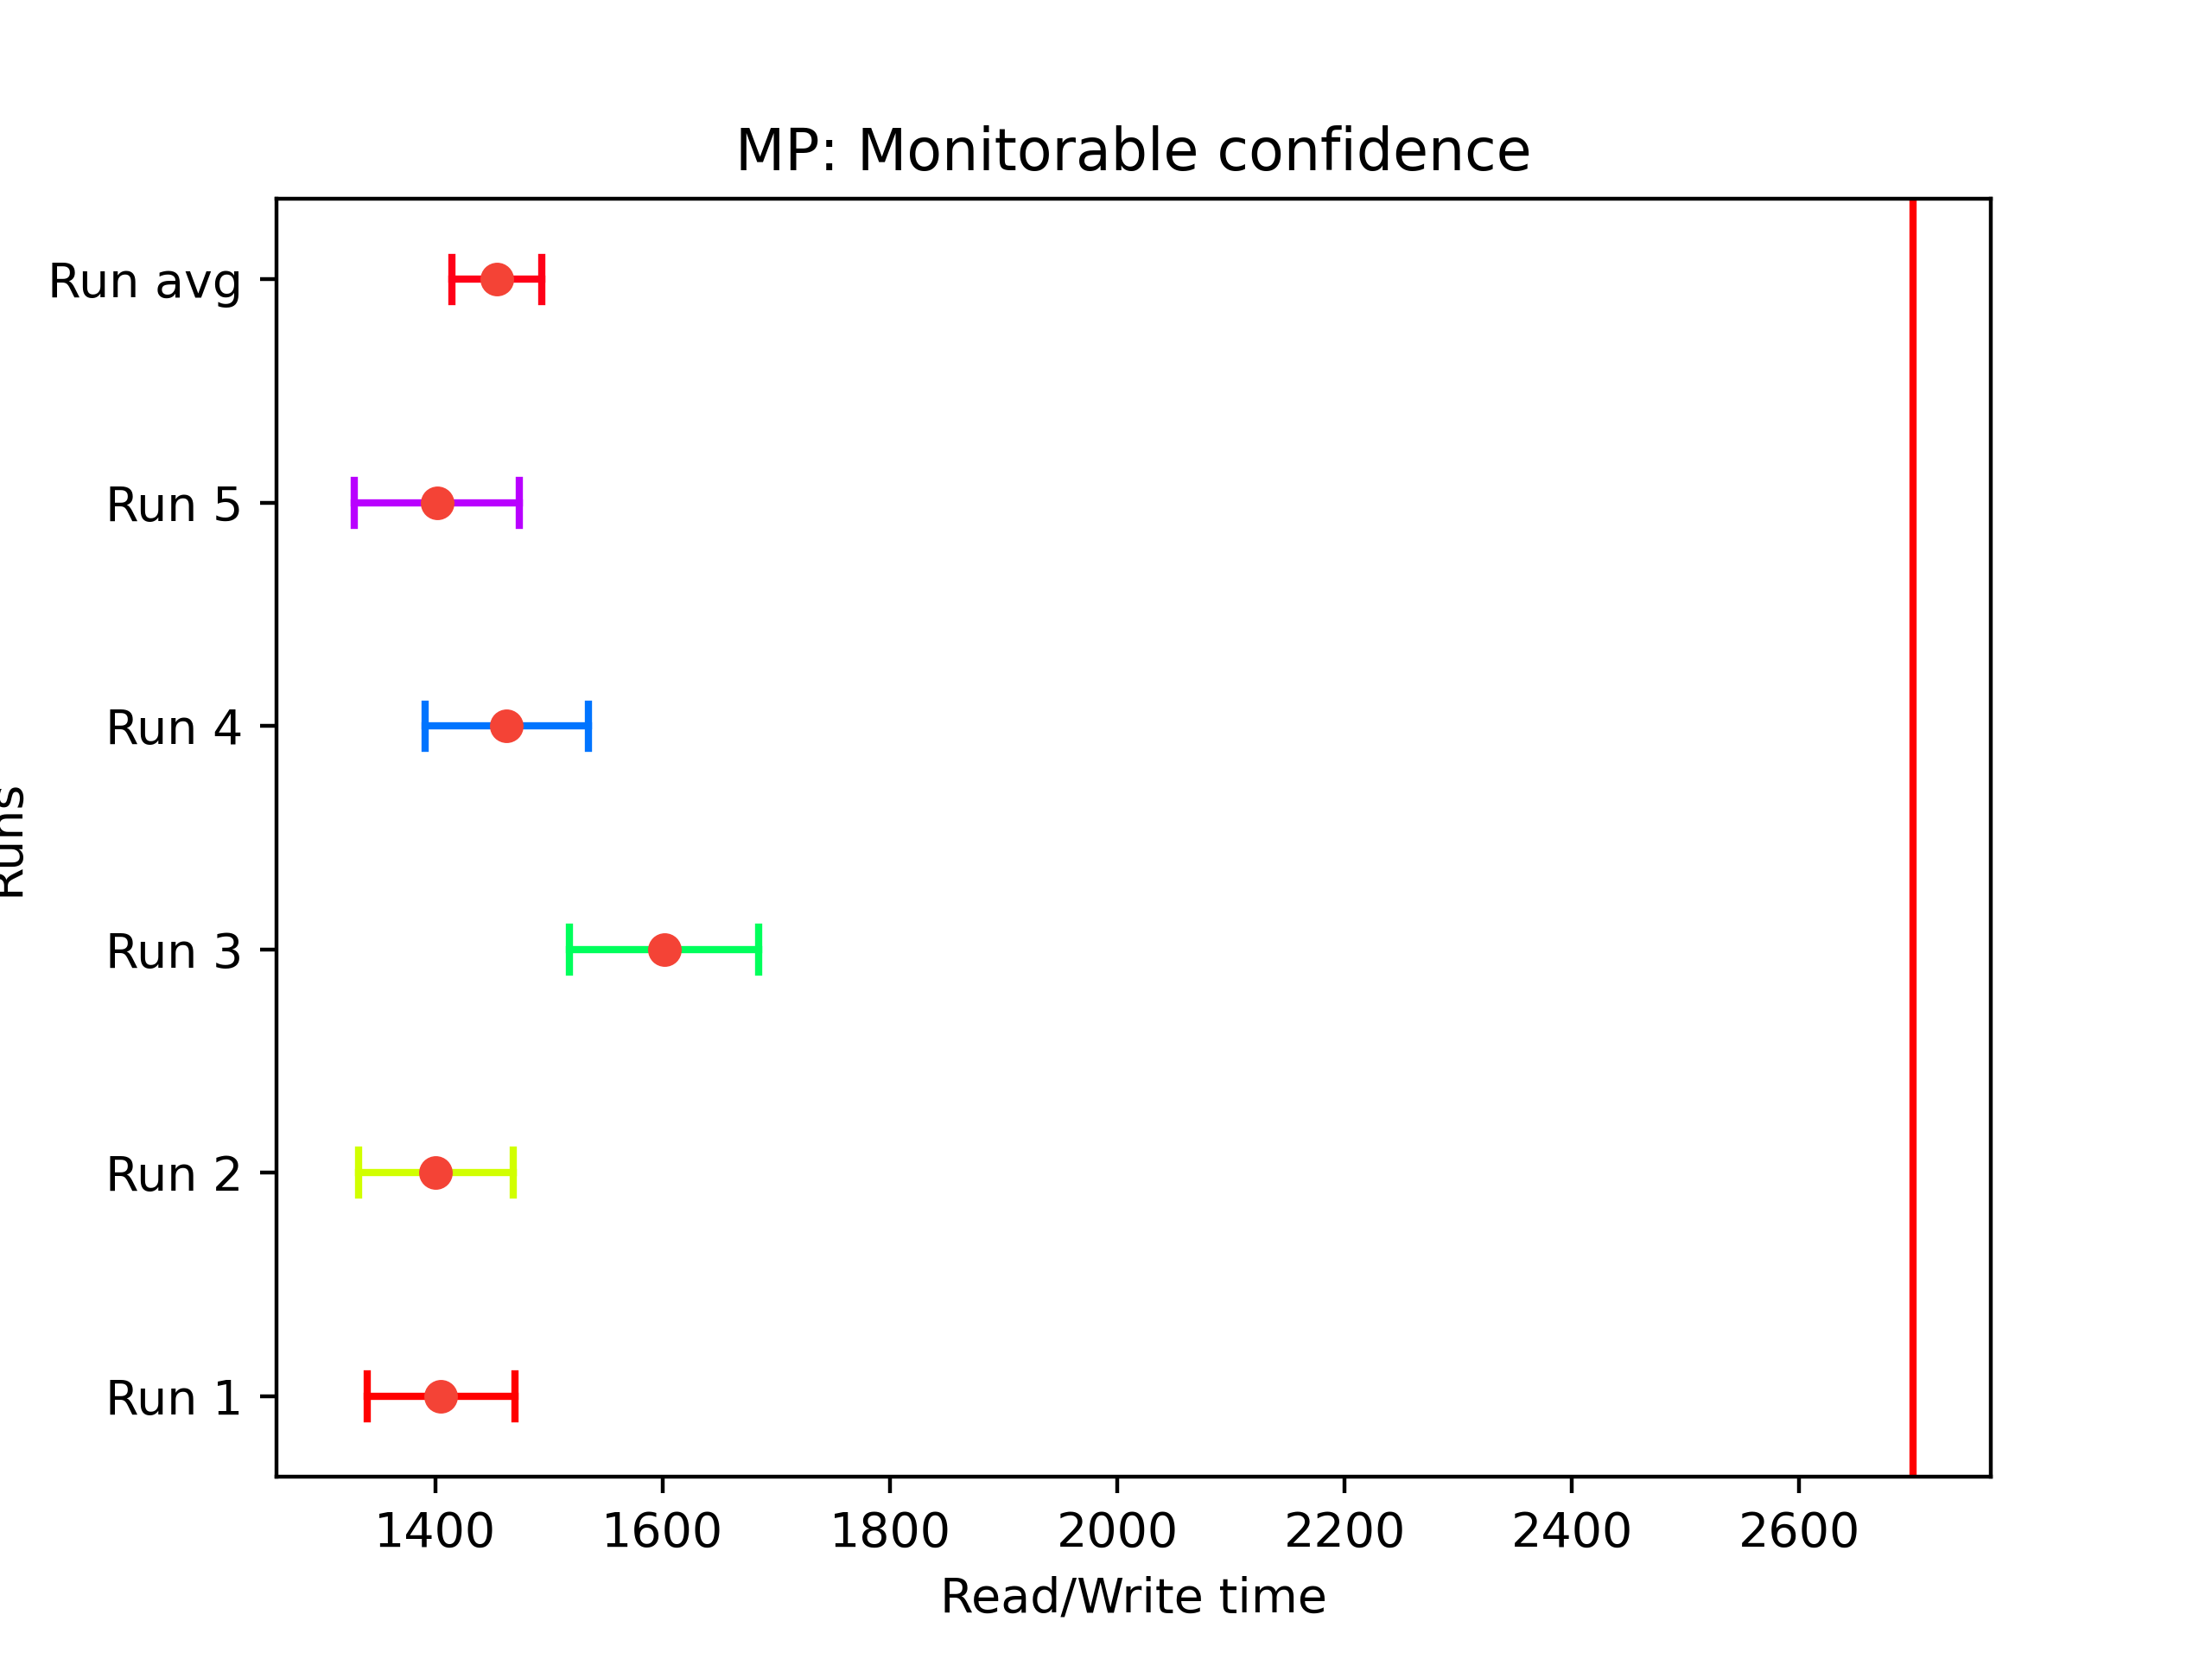 MP: Monitorable confidence
Run avg
Run 5
Run 4
Run 3
Run 2
Run 1
Runs
1400 1600 1800 2000 2200 2400 2600
Read/Write time